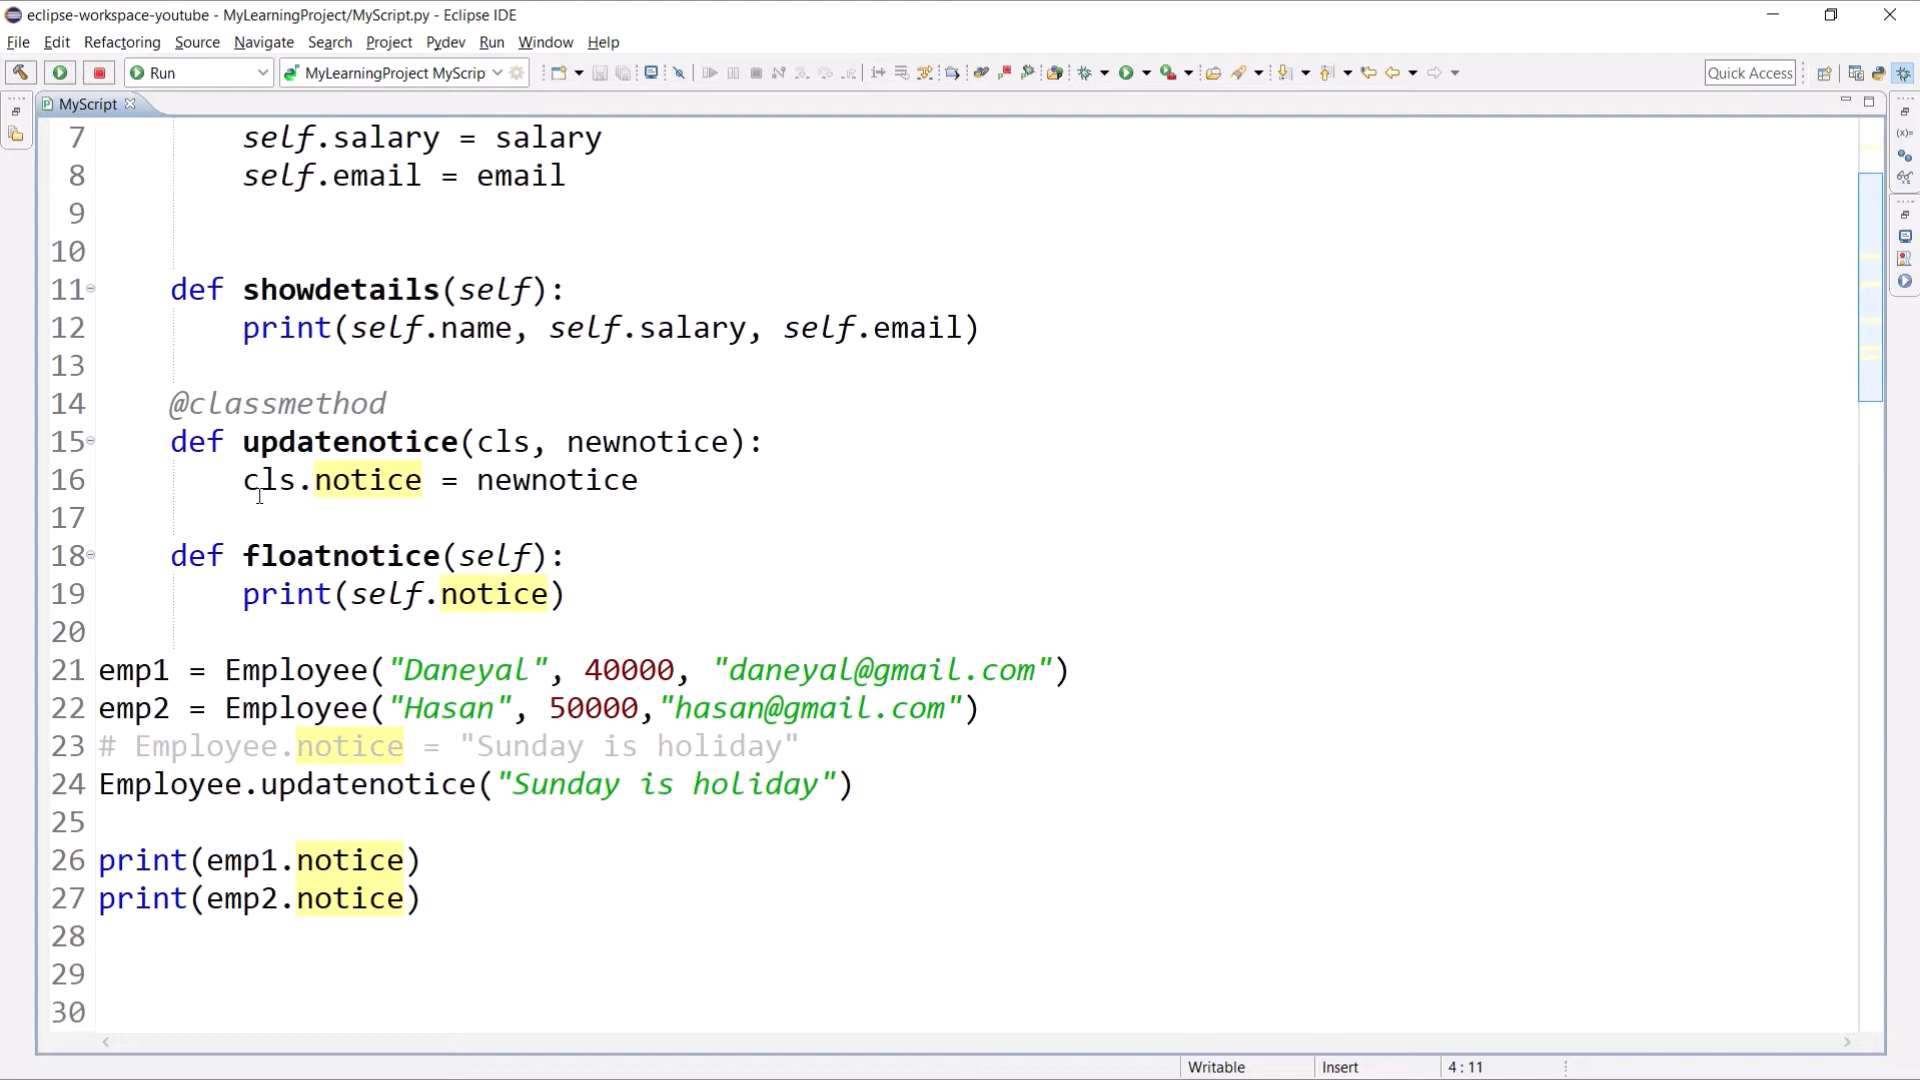 eclipse-workspace-youtube - MyLearningProject/MyScript.py - Eclipse IDE
File Edit Refactoring Source Navigate Search Project Pydev Run Window Help
Run MyLearningProject MyScrip Quick Access
MyScript
7 self.salary = salary
8 self.email = email
9
10
11 def showdetails(self):
12 print(self.name, self.salary, self.email)
13
14 @classmethod
15 def updatenotice(cls, newnotice):
16 cls.notice = newnotice
17
18 def floatnotice(self):
19 print(self.notice)
20
21 emp1 = Employee("Daneyal", 40000, "daneyal@gmail.com")
22 emp2 = Employee("Hasan", 50000,"hasan@gmail.com")
23 # Employee.notice = "Sunday is holiday"
24 Employee.updatenotice("Sunday is holiday")
25
26 print(emp1.notice)
27 print(emp2.notice)
28
29
30
Writable Insert 4 : 11